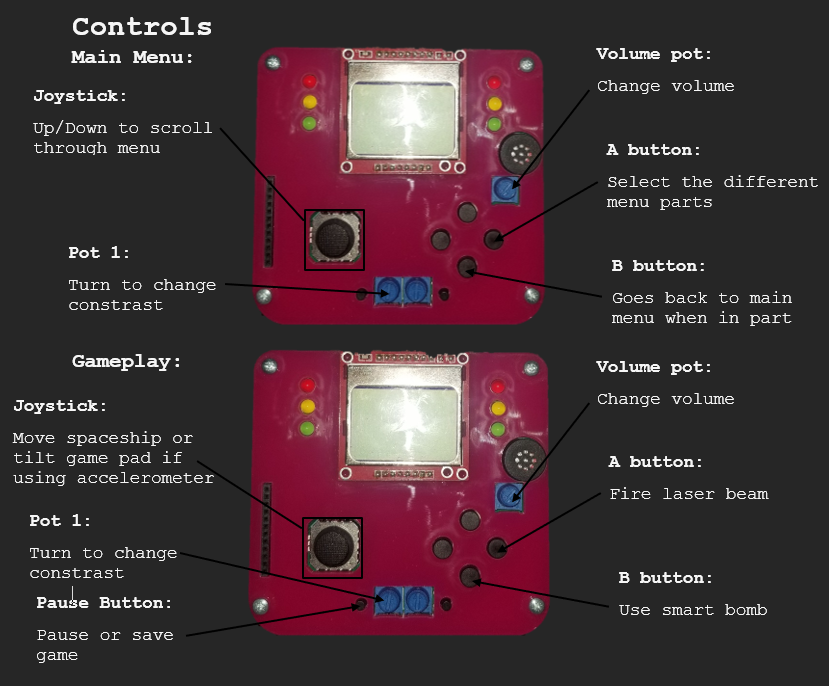 Controls
Main Menu:
Joystick:
Up/Down to scroll
through menu
Pot 1:
Turn to change
constrast
Volume pot:
Change volume
A button:
Select the different
menu parts
B button:
Goes back to main
menu when in part
Gameplay:
Joystick:
Move spaceship or
tilt game pad if
using accelerometer
Pot 1:
Turn to change
constrast
Pause Button:
Pause or save
game
Volume pot:
Change volume
A button:
Fire laser beam
B button:
Use smart bomb